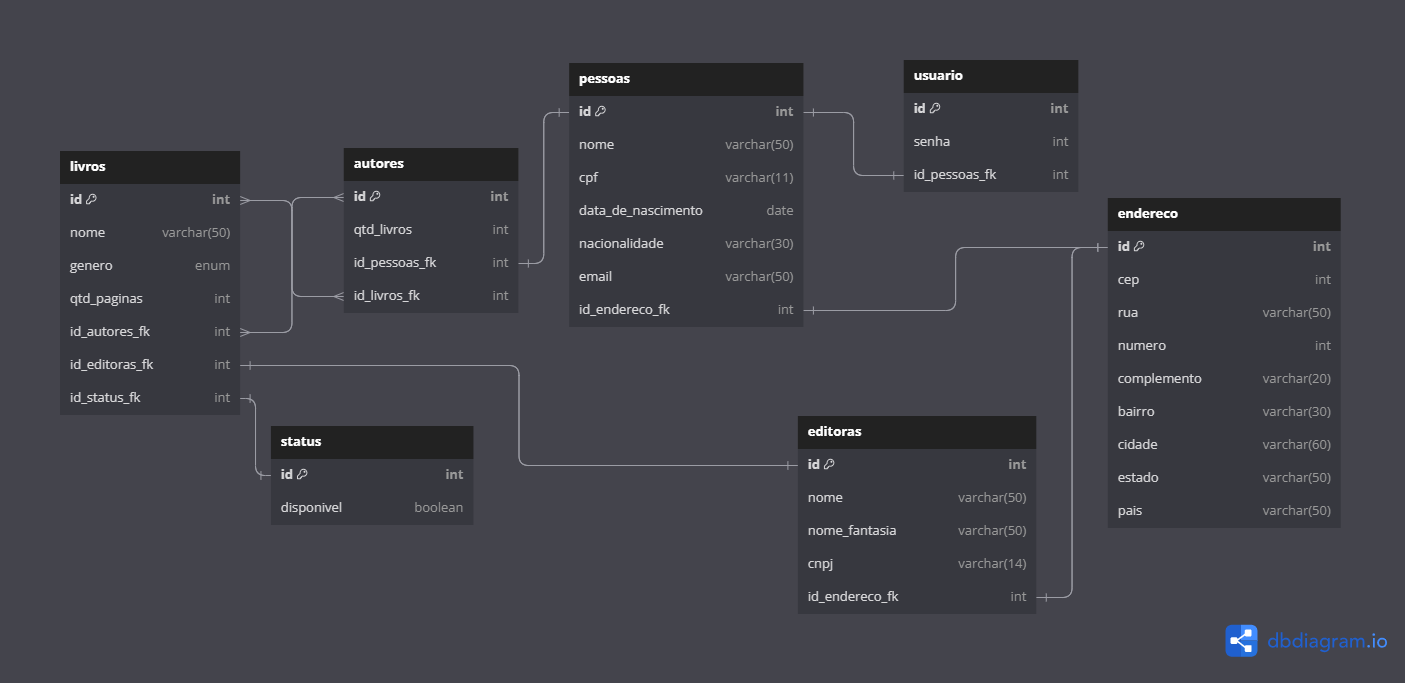 livros
id int
nome varchar(50)
genero enum
qtd_paginas int
id_autores_fk int
id_editoras_fk int
id_status_fk int
autores
id int
qtd_livros int
id_pessoas_fk int
id_livros_fk int
status
id int
disponivel boolean
pessoas
id int
nome varchar(50)
cpf varchar(11)
data_de_nascimento date
nacionalidade varchar(30)
email varchar(50)
id_endereco_fk int
usuario
id int
senha int
id_pessoas_fk int
editoras
id int
nome varchar(50)
nome_fantasia varchar(50)
cnpj varchar(14)
id_endereco_fk int
endereco
id int
cep int
rua varchar(50)
numero int
complemento varchar(20)
bairro varchar(30)
cidade varchar(60)
estado varchar(50)
pais varchar(50)
dbdiagram.io